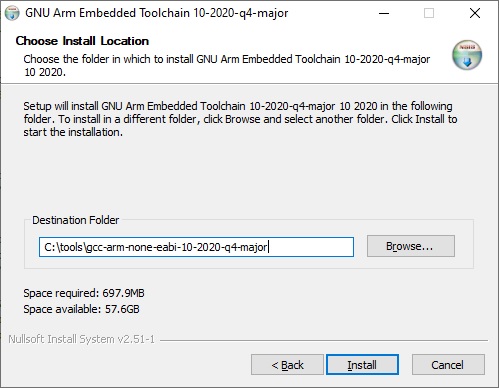 GNU Arm Embedded Toolchain 10-2020-q4-major
Choose Install Location
Choose the folder in which to install GNU Arm Embedded Toolchain 10-2020-q4-major
10 2020.
Setup will install GNU Arm Embedded Toolchain 10-2020-q4-major 10 2020 in the following
folder. To install in a different folder, click Browse and select another folder. Click Install to
start the installation.
Destination Folder
C:\tools\gcc-arm-none-eabi-10-2020-q4-major
Browse...
Space required: 697.9MB
Space available: 57.6GB
Nullsoft Install System v2.51-1
< Back
Install
Cancel